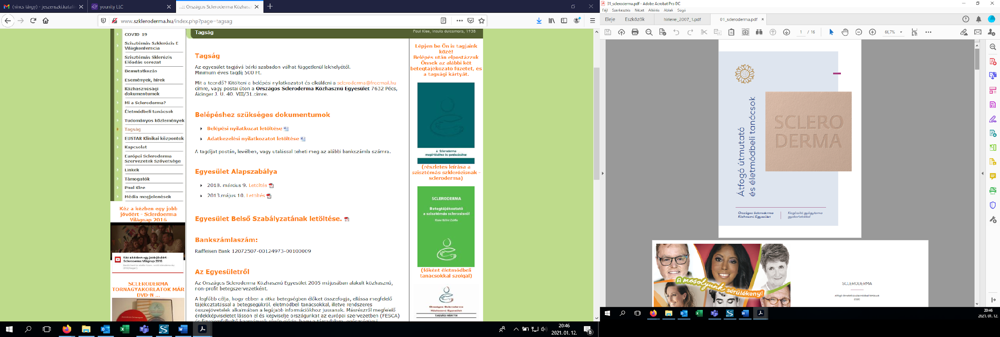 (nincs tárgy) - jeszenszki.katalin
younity LLC
..::: Országos Scleroderma Közhasz
www.szkleroderma.hu/index.php?page=tagsag
COVID 19
Szisztémás Szklerózis E
Világkonferncia
Szisztémás Sklerózis
Előadás sorozat
Bemutatkozás
Események, hírek
Közhasznúsági
dokumentumok
Mi a Scleroderma?
Életmódbeli tanácsok
Tudományos közlemények
Tagság
EUSTAR Klinikai központok
Kapcsolat
Európai Scleroderma
Szervezetek Szövetsége
Linkek
Támogatók
Paul Klee
Média megjelenések
Kéz a kézben egy jobb
jövőért - Sclerdoerma
Világnap 2016
Kéz a kézben egy jobb jövőért -
Sclerdoerma Világnap 2016
SCLERODERMA
TORNAGYAKORLATOK MÁR
DVD-N ...
Tagság
Paul Klee, Insula dulcomara, 1938
Tagság
Az egyesület tagjává bárki szabadon válhat függetlenül lakhelyétől.
Minimum éves tagdíj 500 Ft.
Mit a teendő? Kitölteni a belépési nyilatkozatot és elküldeni a scleroderma@freemail.hu
címre, vagy postai úton a Országos Scleroderma Közhasznú Egyesület 7632 Pécs,
Aidinger J. U. 40. VIII/31.címre.
Belépéshez szükséges dokumentumok
Belépési nyilatkozat letöltése
Adatkezelési nyilatkozatot letöltése
A tagdíjat postán, levélben, vagy utalással teheti meg az alábbi bankszámla számra.
Egyesület Alapszabálya
2018. március 9. Letöltés
2013.május 10. Letöltés
Egyesület Belső Szabályzatának letöltése.
Bankszámlaszám:
Raiffeisen Bank 12072507-00124973-00100009
Az Egyesületről
Az Országos Scleroderma Közhasznú Egyesület 2005 májusában alakult közhasznú,
non-profit betegszervezetként.
A legfőbb célja, hogy ebben a ritka betegségben élőket összefogja, ellássa megfelelő
tájékoztatással a betegségükről, életmódbeli tanácsokkal, illetve rendszeres
összejövetelek alkalmában a legújabb információkhoz jussanak. Másrészről megfelelő
érdekképviseletet lásson el és képviselje országunkat az európai szervezetben (FESCA)
Lépjen be Ön is tagjaink
közé!
Belépés után elpostázzuk
Önnek az alábbi két
betegtájékozató füzetet, és
a tagsági kártyát.
A Scleroderma
megértéséhez és gondozásához
(részletes leírása a
szisztémás szklerózisnak -
scleroderma)
SCLERODERMA
Betegtájékoztató
a szisztémás sclerosisról
Kissné Bálint Zsófia
(főként életmódbeli
tanácsokkal szolgál)
Országos Scleroderma
Közhasznú Egyesület
TAGSÁGI KÁRTYA
20:46
2021. 01. 12.
8
01_scleroderma.pdf - Adobe Acrobat Pro DC
Fájl Szerkesztés Nézet Aláírás Ablak Súgó
Eleje Eszközök hirleve_2007_1.pdf 01_scleroderma.pdf x
1 / 16 66,7%
Átfogó útmutató
és életmódbeli tanácsok
SCLERO
DERMA
Országos Scleroderma
Közhasznú Egyesület
Kiegészítő gyógytorna
gyakorlatokkal
A mosolyunk sérülékeny!
SCLERODERMA
Átfogó útmutató és életmódbeli tanácsok
2020
20:46
2021. 01. 12.